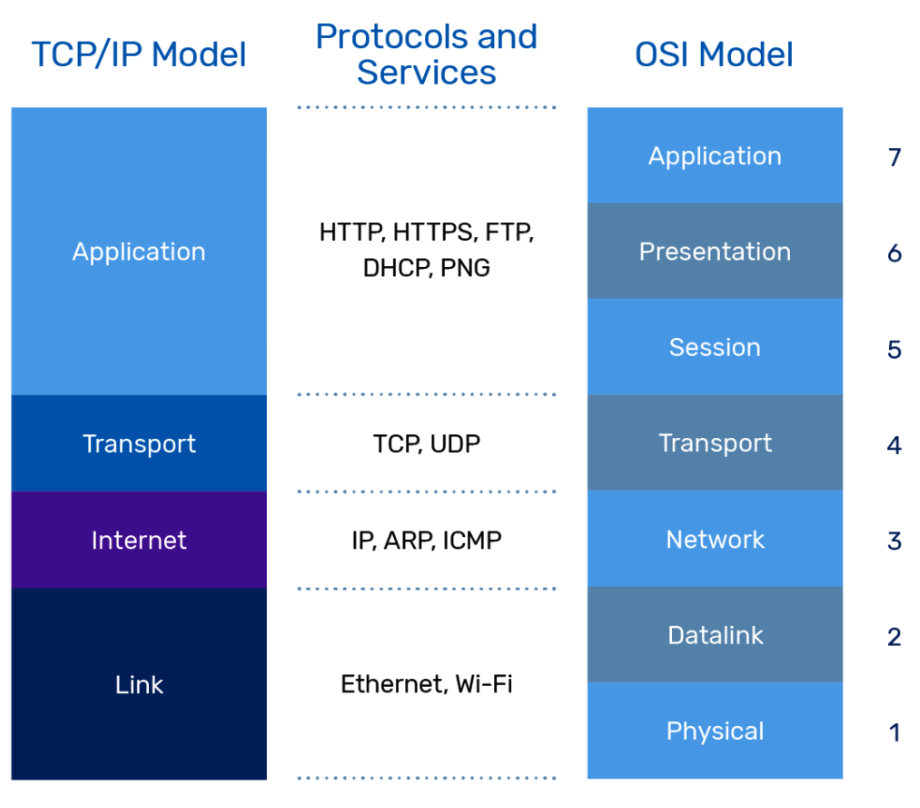 TCP/IP Model
Protocols and
Services
OSI Model
Application
HTTP, HTTPS, FTP,
DHCP, PNG
Application
7
Presentation
6
Session
5
Transport
TCP, UDP
Transport
4
Internet
IP, ARP, ICMP
Network
3
Link
Ethernet, Wi-Fi
Datalink
2
Physical
1